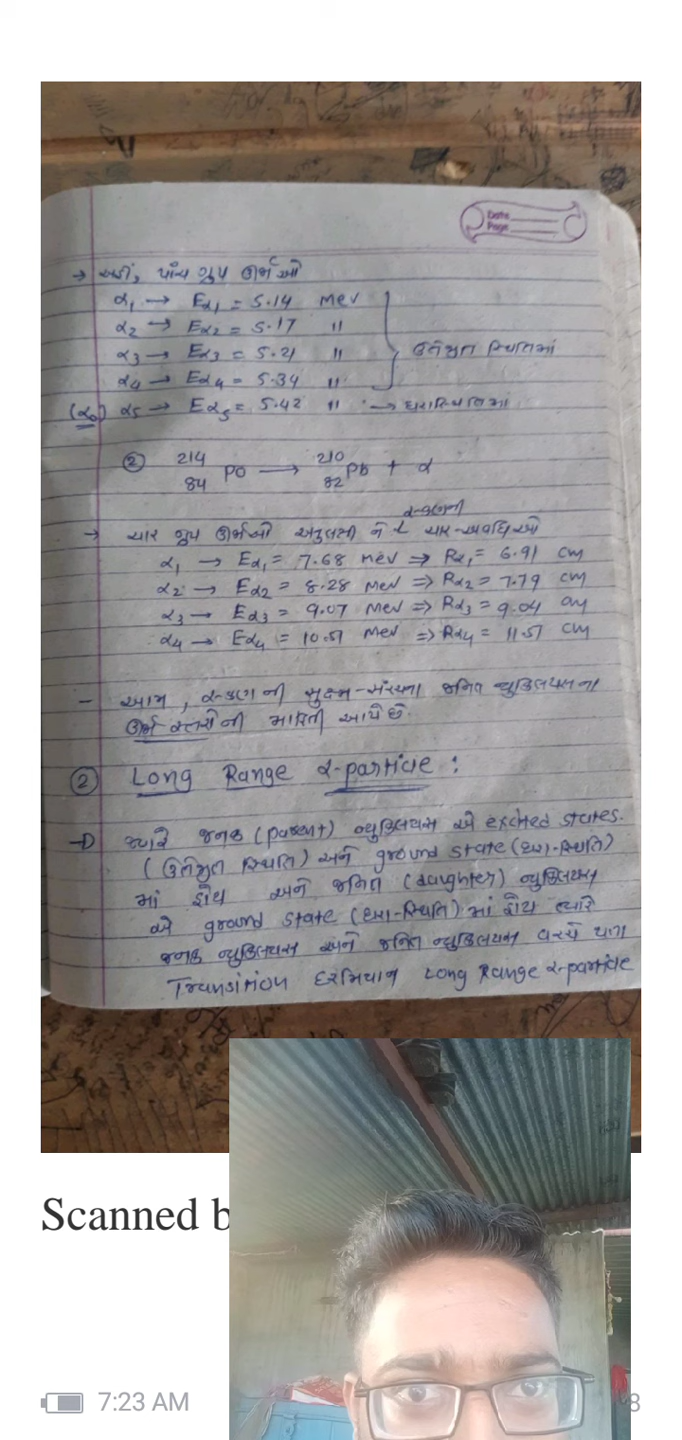 Date
Page
→ અહીં, પાંચ ગ્રુપ ઊર્જાઓ
α₁ → Eα₁ = 5.14 Mev
α₂ → Eα₂ = 5.17 "
α₃ → Eα₃ = 5.21 "
α₄ → Eα₄ = 5.34 "
ઉત્તેજીત સ્થિતિમાં
(α₀) α₅ → Eα₅ = 5.42 " → ધરાસ્થિતિમાં
② ²¹⁴₈₄ Po → ²¹⁰₈₂ Pb + α
α-કણની
→ ચાર ગ્રુપ ઊર્જાઓ ને ચાર-અવધિઓ
α₁ → Eα₁ = 7.68 Mev ⇒ Rα₁ = 6.91 cm
α₂ → Eα₂ = 8.28 Mev ⇒ Rα₂ = 7.79 cm
α₃ → Eα₃ = 9.07 Mev ⇒ Rα₃ = 9.04 cm
α₄ → Eα₄ = 10.51 Mev ⇒ Rα₄ = 11.51 cm
- આમ, α-કણની સુક્ષ્મ-સંરચના જનિત ન્યુક્લિયસના
ઊર્જા સ્તરોની માહિતી આપે છે.
② Long Range α-particle :
→ જ્યારે જનક (parent) ન્યુક્લિયસ એ excited states.
(ઉત્તેજીત સ્થિતિ) અને ground state (ધરા-સ્થિતિ)
માં હોય અને જનિત (daughter) ન્યુક્લિયસ
એ ground state (ધરા-સ્થિતિ) માં હોય ત્યારે
જનક ન્યુક્લિયસ અને જનિત ન્યુક્લિયસ વચ્ચે થતા
Transition દરમિયાન Long Range α-particle
Scanned b
7:23 AM
8